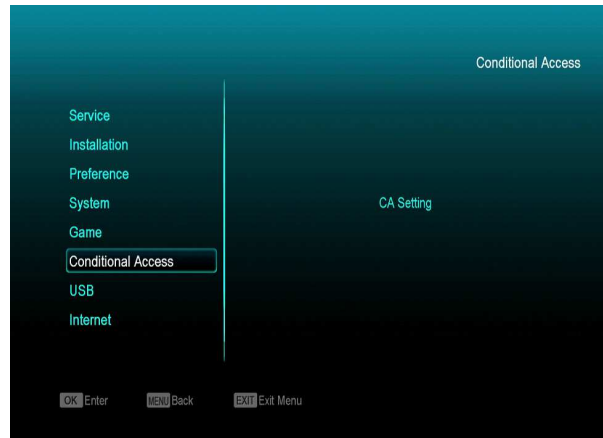 Conditional Access
Service
Installation
Preference
System
CA Setting
Game
Conditional Access
USB
Internet
OK Enter MENU Back EXIT Exit Menu